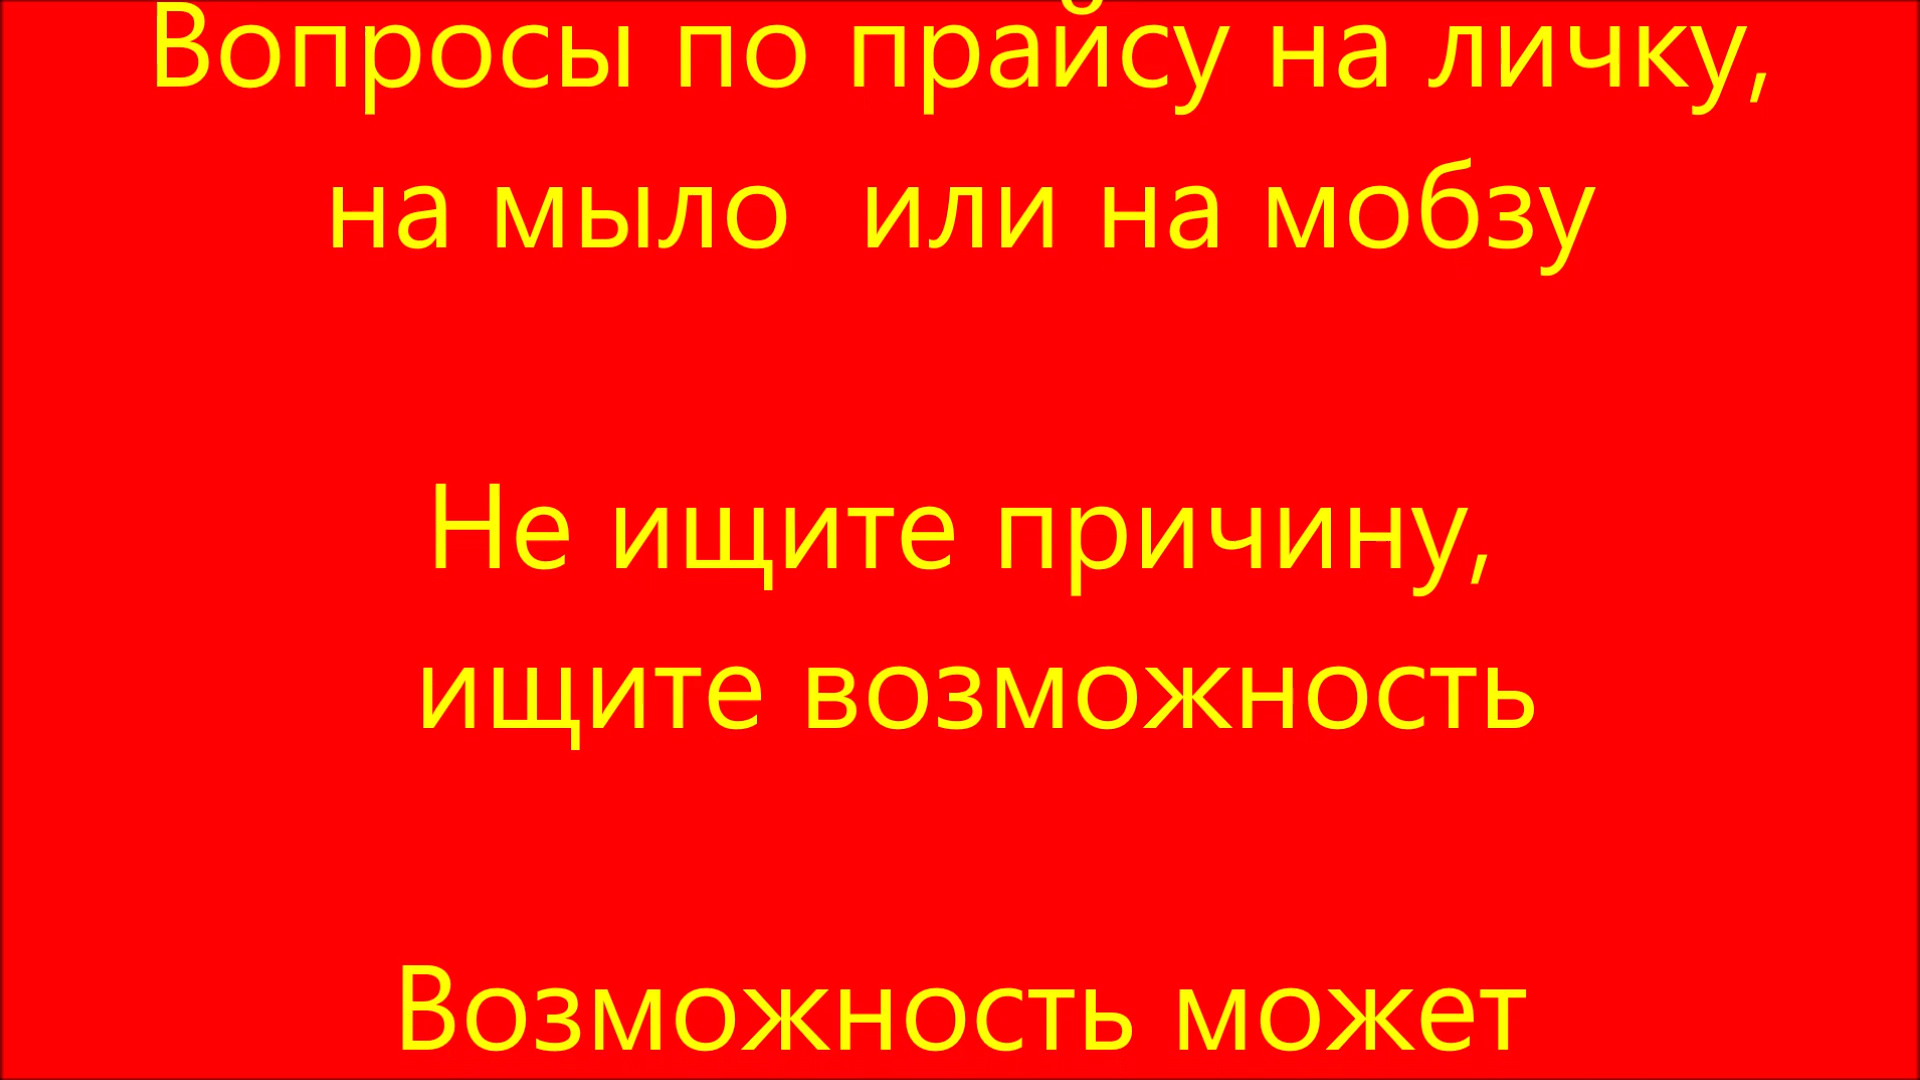 Вопросы по прайсу на личку,
на мыло  или на мобзу
Не ищите причину,
ищите возможность
Возможность может